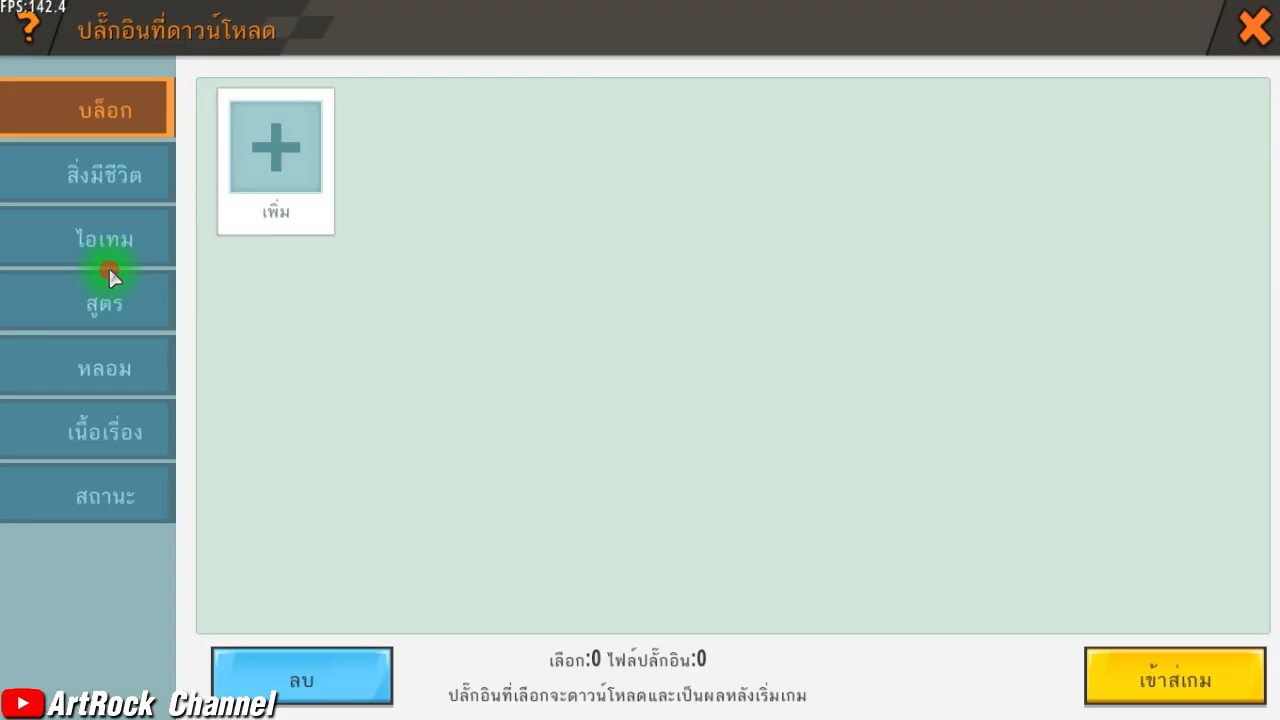 FPS:142.4
?
ปลั๊กอินที่ดาวน์โหลด
บล็อก
สิ่งมีชีวิต
ไอเทม
สูตร
หลอม
เนื้อเรื่อง
สถานะ
เพิ่ม
ลบ
เลือก:0 ไฟล์ปลั๊กอิน:0
ปลั๊กอินที่เลือกจะดาวน์โหลดและเป็นผลหลังเริ่มเกม
เข้าสู่เกม
ArtRock Channel